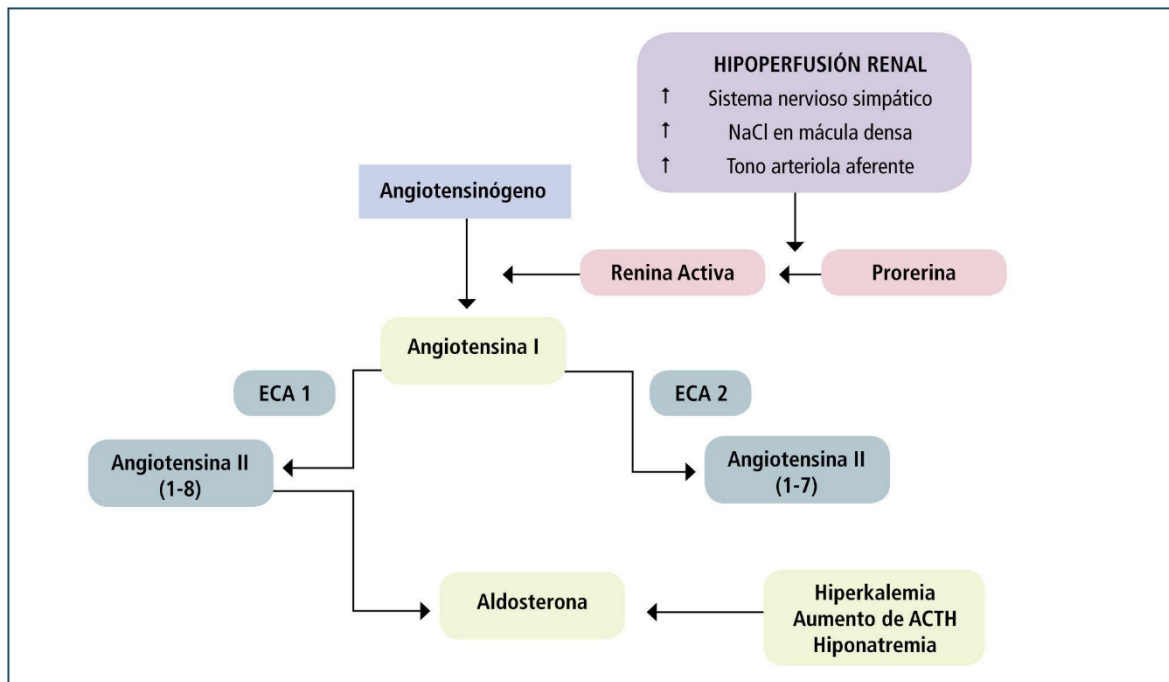 HIPOPERFUSIÓN RENAL
↑ Sistema nervioso simpático
↑ NaCl en mácula densa
↑ Tono arteriola aferente
Angiotensinógeno
Renina Activa
Prorerina
Angiotensina I
ECA 1
ECA 2
Angiotensina II
(1-8)
Angiotensina II
(1-7)
Aldosterona
Hiperkalemia
Aumento de ACTH
Hiponatremia